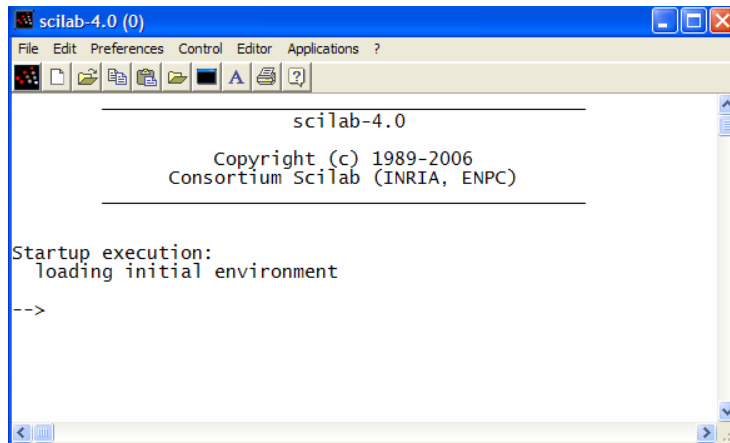 scilab-4.0 (0)
File Edit Preferences Control Editor Applications ?
A ?
scilab-4.0
Copyright (c) 1989-2006
Consortium Scilab (INRIA, ENPC)
Startup execution:
loading initial environment
-->